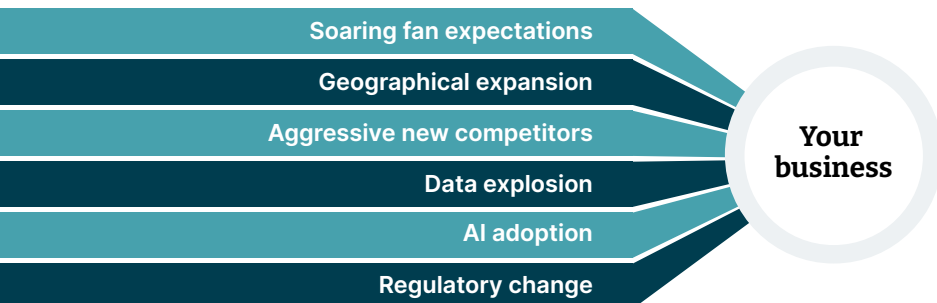 Soaring fan expectations
Geographical expansion
Aggressive new competitors
Data explosion
AI adoption
Regulatory change
Your
business